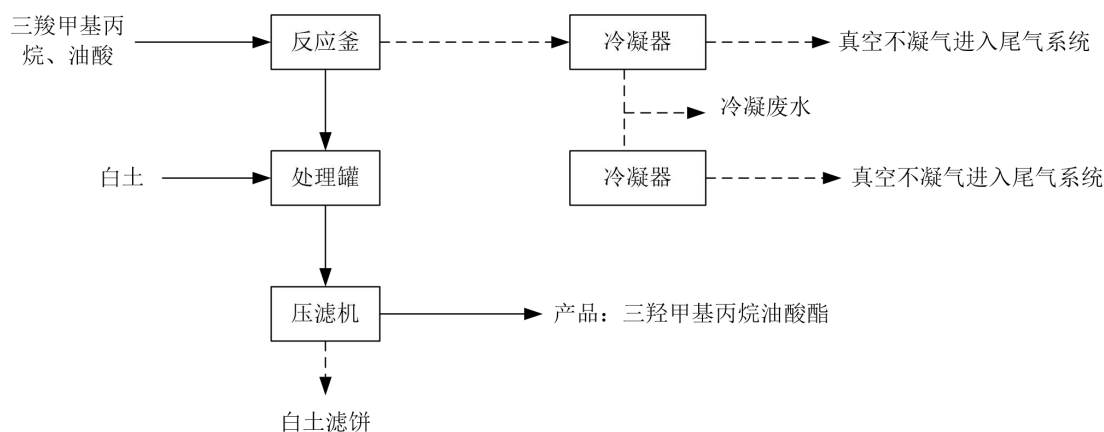 三羧甲基丙
烷、油酸
反应釜
冷凝器
真空不凝气进入尾气系统
冷凝废水
白土
处理罐
冷凝器
真空不凝气进入尾气系统
压滤机
产品：三羟甲基丙烷油酸酯
白土滤饼